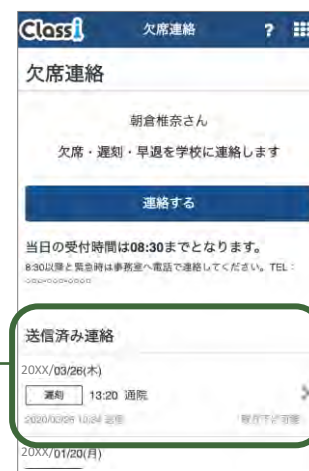 Classi 欠席連絡 ?
欠席連絡
朝倉椎奈さん
欠席・遅刻・早退を学校に連絡します
連絡する
当日の受付時間は08:30までとなります。
8:30以降と緊急時は事務室へ電話で連絡してください。TEL:
送信済み連絡
20XX/03/26(木)
遅刻 13:20 通院
20XX/01/20(月)